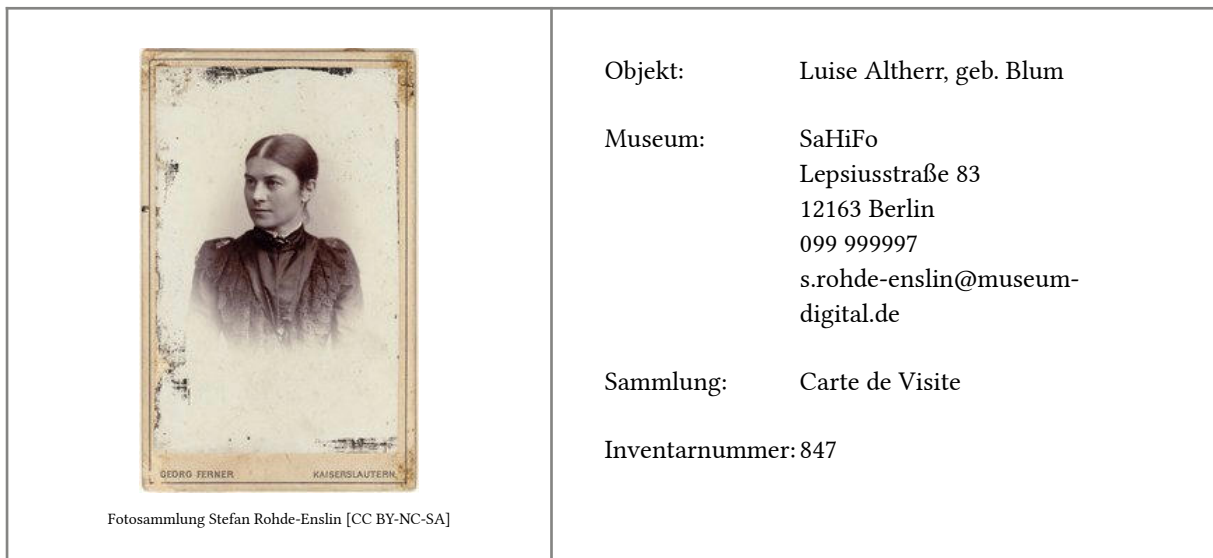 GEORG FERNER KAISERSLAUTERN
Fotosammlung Stefan Rohde-Enslin [CC BY-NC-SA]
Objekt: Luise Altherr, geb. Blum
Museum: SaHiFo
Lepsiusstraße 83
12163 Berlin
099 999997
s.rohde-enslin@museum-
digital.de
Sammlung: Carte de Visite
Inventarnummer: 847